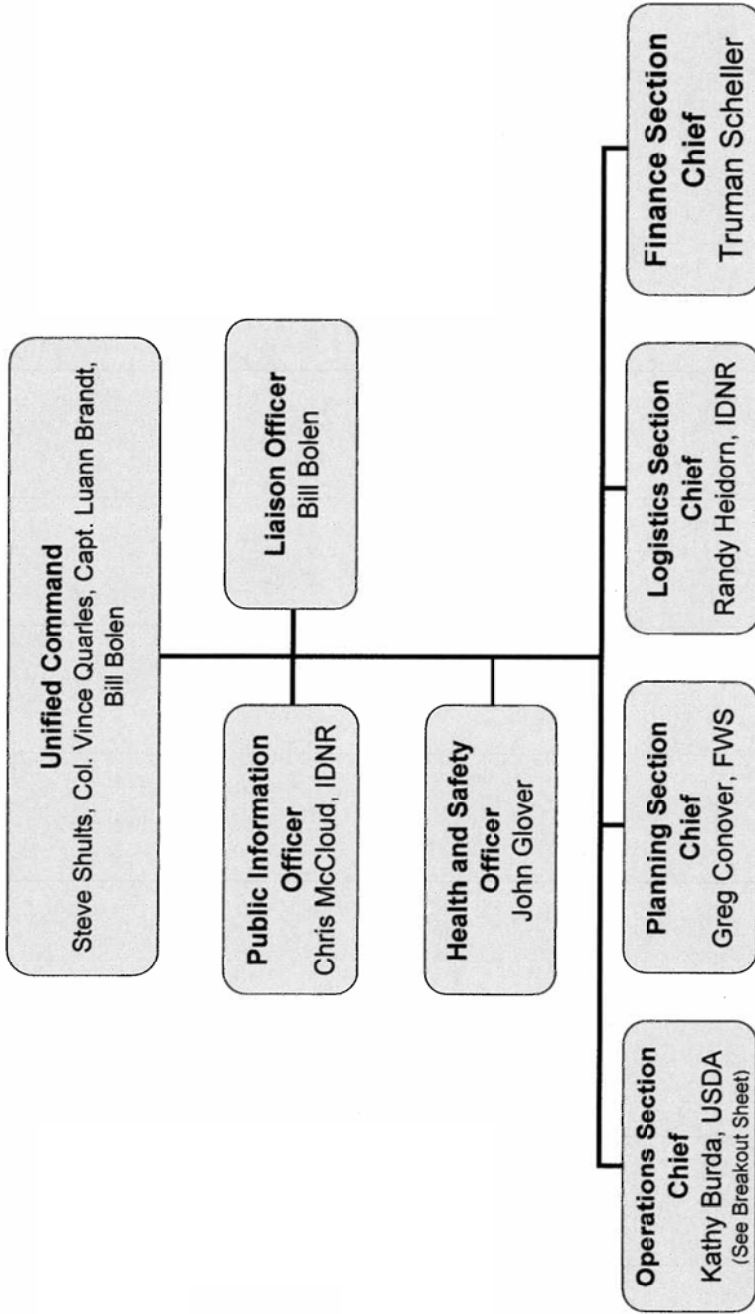 Unified Command
Steve Shults, Col. Vince Quarles, Capt. Luann Brandt,
Bill Bolen
Public Information
Officer
Chris McCloud, IDNR
Liaison Officer
Bill Bolen
Health and Safety
Officer
John Glover
Operations Section
Chief
Kathy Burda, USDA
(See Breakout Sheet)
Planning Section
Chief
Greg Conover, FWS
Logistics Section
Chief
Randy Heidorn, IDNR
Finance Section
Chief
Truman Scheller